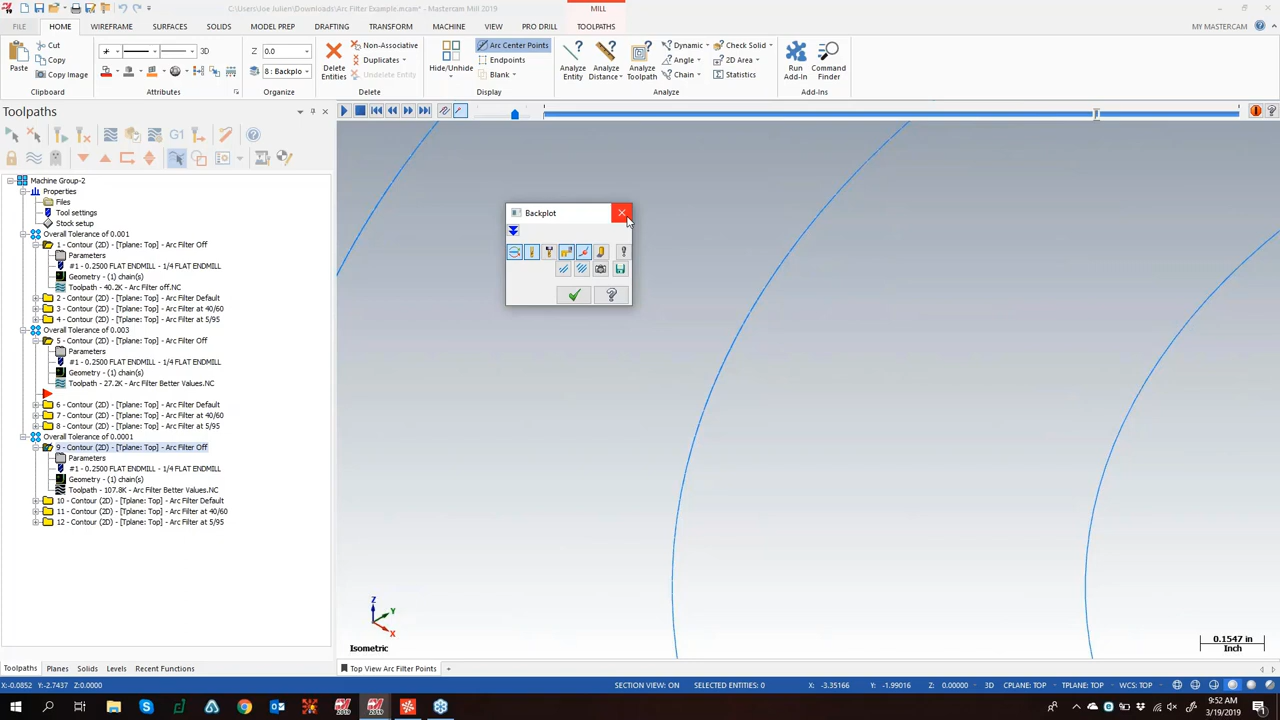 C:\Users\Joe Julien\Downloads\Arc Filter Example.mcam* - Mastercam Mill 2019
MILL
FILE HOME WIREFRAME SURFACES SOLIDS MODEL PREP DRAFTING TRANSFORM MACHINE VIEW PRO DRILL TOOLPATHS MY MASTERCAM
Paste
Cut
Copy
Copy Image
Clipboard
3D
Attributes
Z 0.0
8 : Backplo
Organize
Delete Entities
Non-Associative
Duplicates
Undelete Entity
Delete
Hide/Unhide
Arc Center Points
Endpoints
Blank
Display
Analyze Entity
Analyze Distance
Analyze Toolpath
Dynamic
Angle
Chain
Check Solid
2D Area
Statistics
Analyze
Run Add-In
Command Finder
Add-Ins
Toolpaths
G1
Machine Group-2
Properties
Files
Tool settings
Stock setup
Overall Tolerance of 0.001
1 - Contour (2D) - [Tplane: Top] - Arc Filter Off
Parameters
#1 - 0.2500 FLAT ENDMILL - 1/4 FLAT ENDMILL
Geometry - (1) chain(s)
Toolpath - 40.2K - Arc Filter off.NC
2 - Contour (2D) - [Tplane: Top] - Arc Filter Default
3 - Contour (2D) - [Tplane: Top] - Arc Filter at 40/60
4 - Contour (2D) - [Tplane: Top] - Arc Filter at 5/95
Overall Tolerance of 0.003
5 - Contour (2D) - [Tplane: Top] - Arc Filter Off
Parameters
#1 - 0.2500 FLAT ENDMILL - 1/4 FLAT ENDMILL
Geometry - (1) chain(s)
Toolpath - 27.2K - Arc Filter Better Values.NC
6 - Contour (2D) - [Tplane: Top] - Arc Filter Default
7 - Contour (2D) - [Tplane: Top] - Arc Filter at 40/60
8 - Contour (2D) - [Tplane: Top] - Arc Filter at 5/95
Overall Tolerance of 0.0001
9 - Contour (2D) - [Tplane: Top] - Arc Filter Off
Parameters
#1 - 0.2500 FLAT ENDMILL - 1/4 FLAT ENDMILL
Geometry - (1) chain(s)
Toolpath - 107.8K - Arc Filter Better Values.NC
10 - Contour (2D) - [Tplane: Top] - Arc Filter Default
11 - Contour (2D) - [Tplane: Top] - Arc Filter at 40/60
12 - Contour (2D) - [Tplane: Top] - Arc Filter at 5/95
Backplot
Z
Y
X
Isometric
0.1547 in
Inch
Toolpaths Planes Solids Levels Recent Functions
Top View Arc Filter Points +
X:-0.0852 Y:-2.7437 Z:0.0000
SECTION VIEW: ON SELECTED ENTITIES: 0 X: -3.35166 Y: -1.99016 Z: 0.00000 3D CPLANE: TOP TPLANE: TOP WCS: TOP
2019 2019
9:52 AM
3/19/2019